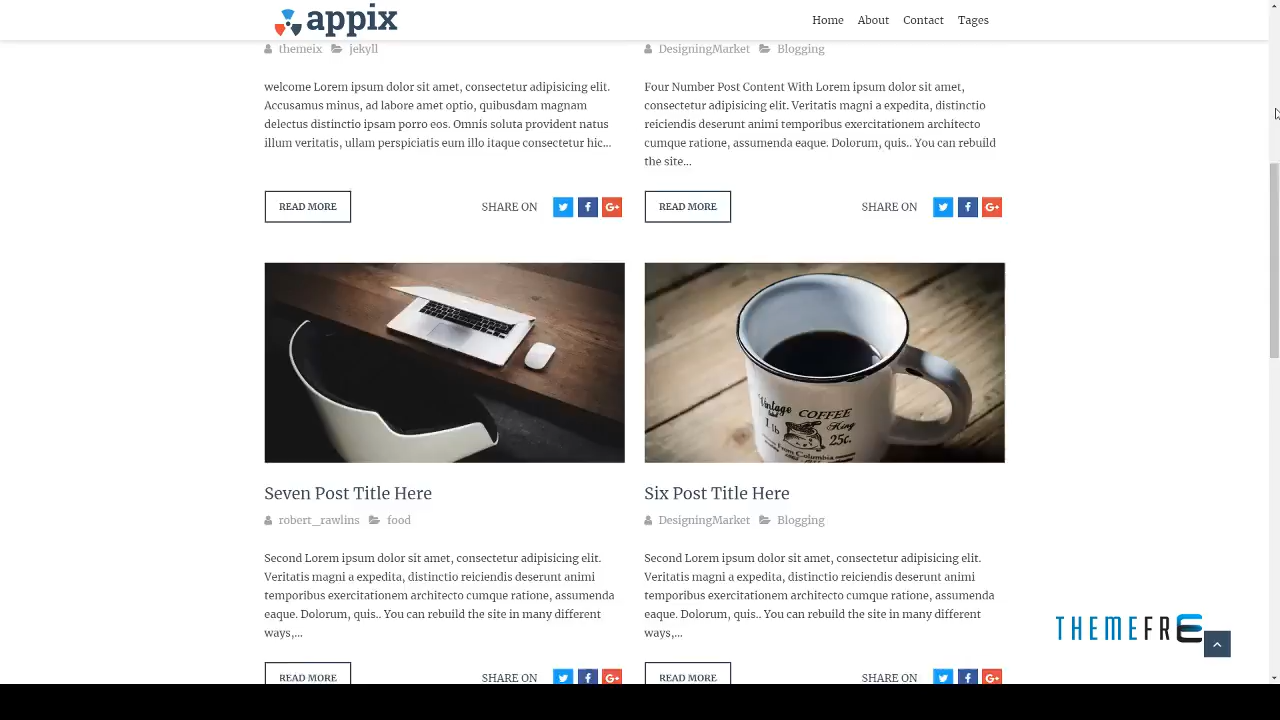 appix
Home About Contact Tages
themeix jekyll
welcome Lorem ipsum dolor sit amet, consectetur adipisicing elit.
Accusamus minus, ad labore amet optio, quibusdam magnam
delectus distinctio ipsam porro eos. Omnis soluta provident natus
illum veritatis, ullam perspiciatis eum illo itaque consectetur hic...
READ MORE SHARE ON
DesigningMarket Blogging
Four Number Post Content With Lorem ipsum dolor sit amet,
consectetur adipisicing elit. Veritatis magni a expedita, distinctio
reiciendis deserunt animi temporibus exercitationem architecto
cumque ratione, assumenda eaque. Dolorum, quis.. You can rebuild
the site...
READ MORE SHARE ON
Seven Post Title Here
robert_rawlins food
Second Lorem ipsum dolor sit amet, consectetur adipisicing elit.
Veritatis magni a expedita, distinctio reiciendis deserunt animi
temporibus exercitationem architecto cumque ratione, assumenda
eaque. Dolorum, quis.. You can rebuild the site in many different
ways,...
READ MORE SHARE ON
Vintage
COFFEE
1 lb King
25c.
From Columbia
Six Post Title Here
DesigningMarket Blogging
Second Lorem ipsum dolor sit amet, consectetur adipisicing elit.
Veritatis magni a expedita, distinctio reiciendis deserunt animi
temporibus exercitationem architecto cumque ratione, assumenda
eaque. Dolorum, quis.. You can rebuild the site in many different
ways,...
READ MORE SHARE ON
THEMEFRE